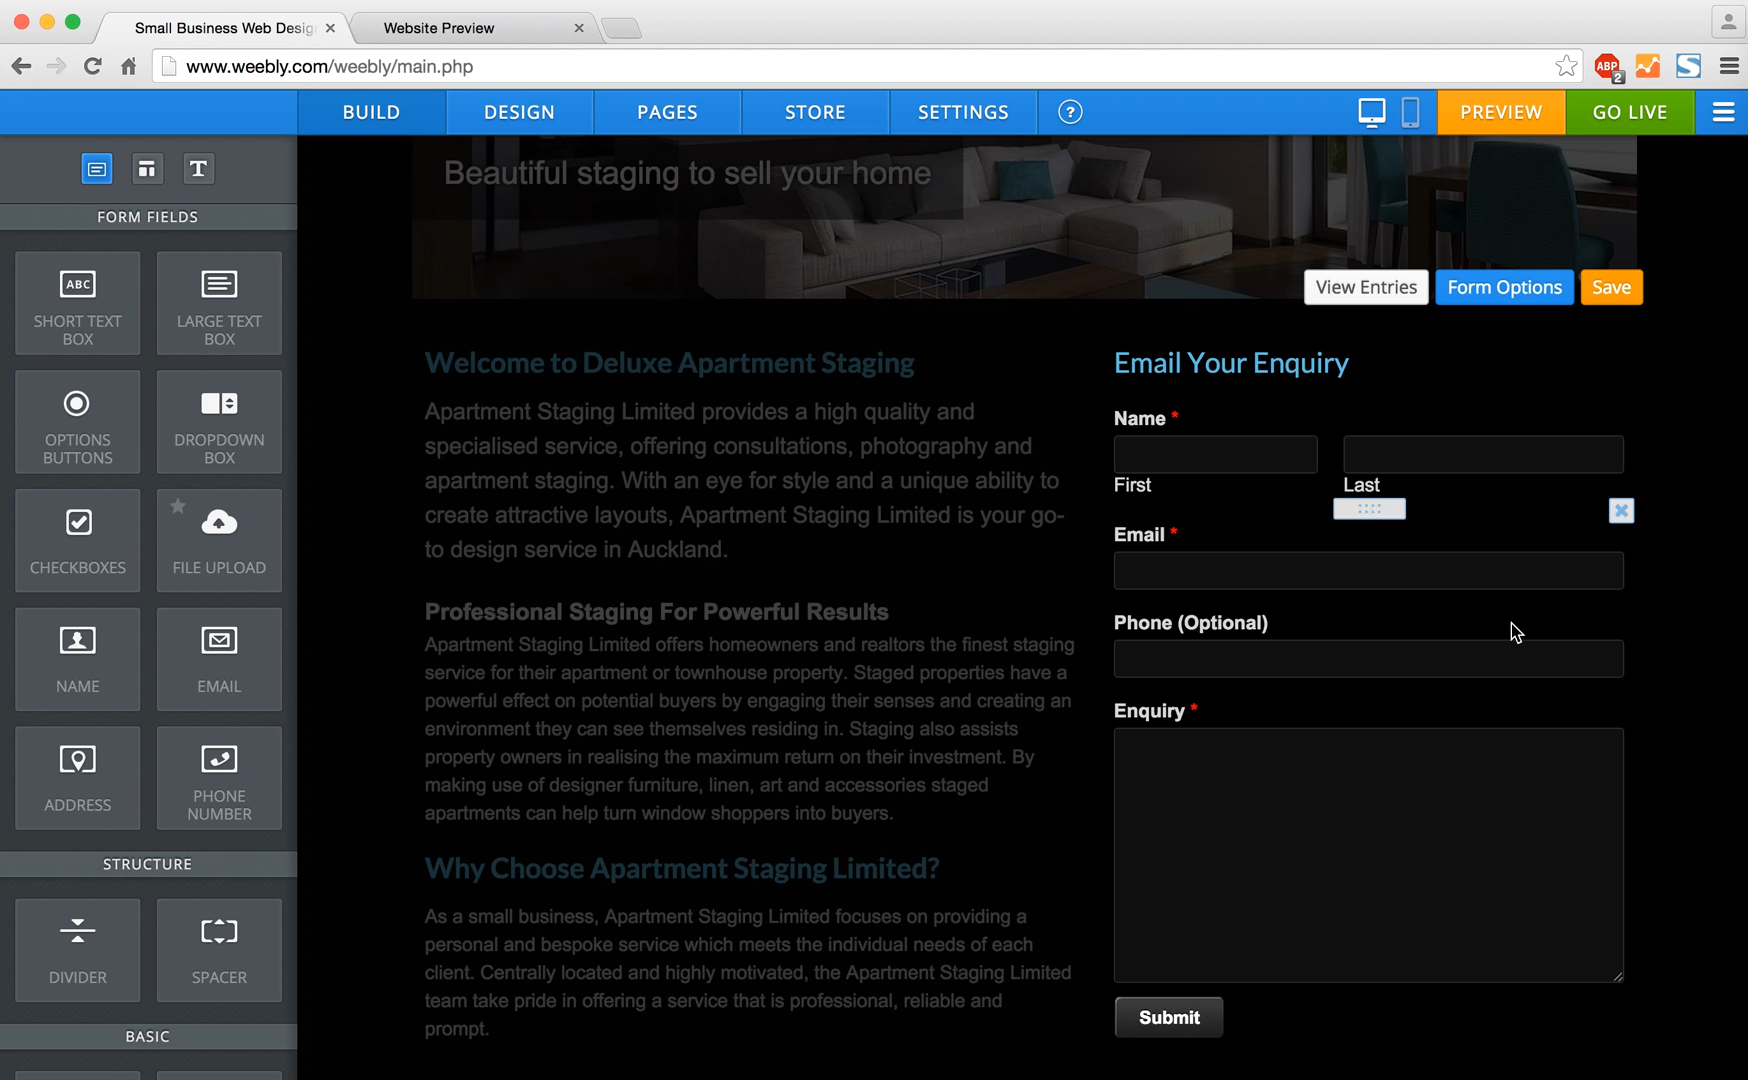 Small Business Web Desig
Website Preview
www.weebly.com/weebly/main.php
ABP
2
BUILD
DESIGN
PAGES
STORE
SETTINGS
?
PREVIEW
GO LIVE
T
FORM FIELDS
ABC
SHORT TEXT
BOX
LARGE TEXT
BOX
OPTIONS
BUTTONS
DROPDOWN
BOX
CHECKBOXES
FILE UPLOAD
NAME
EMAIL
ADDRESS
PHONE
NUMBER
STRUCTURE
DIVIDER
SPACER
BASIC
Beautiful staging to sell your home
View Entries
Form Options
Save
Welcome to Deluxe Apartment Staging
Apartment Staging Limited provides a high quality and
specialised service, offering consultations, photography and
apartment staging. With an eye for style and a unique ability to
create attractive layouts, Apartment Staging Limited is your go-
to design service in Auckland.
Professional Staging For Powerful Results
Apartment Staging Limited offers homeowners and realtors the finest staging
service for their apartment or townhouse property. Staged properties have a
powerful effect on potential buyers by engaging their senses and creating an
environment they can see themselves residing in. Staging also assists
property owners in realising the maximum return on their investment. By
making use of designer furniture, linen, art and accessories staged
apartments can help turn window shoppers into buyers.
Why Choose Apartment Staging Limited?
As a small business, Apartment Staging Limited focuses on providing a
personal and bespoke service which meets the individual needs of each
client. Centrally located and highly motivated, the Apartment Staging Limited
team take pride in offering a service that is professional, reliable and
prompt.
Email Your Enquiry
Name *
First
Last
Email *
Phone (Optional)
Enquiry *
Submit